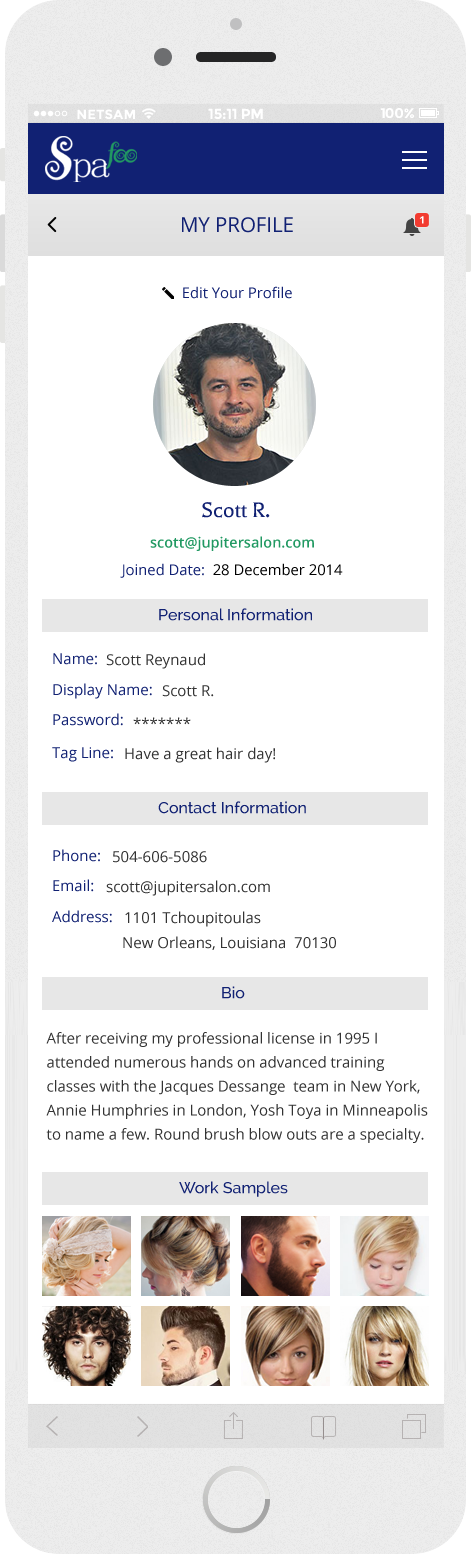 NETSAM 15:11 PM 100%
Spa foo
MY PROFILE 1
Edit Your Profile
Scott R.
scott@jupitersalon.com
Joined Date: 28 December 2014
Personal Information
Name: Scott Reynaud
Display Name: Scott R.
Password: *******
Tag Line: Have a great hair day!
Contact Information
Phone: 504-606-5086
Email: scott@jupitersalon.com
Address: 1101 Tchoupitoulas
New Orleans, Louisiana 70130
Bio
After receiving my professional license in 1995 I
attended numerous hands on advanced training
classes with the Jacques Dessange team in New York,
Annie Humphries in London, Yosh Toya in Minneapolis
to name a few. Round brush blow outs are a specialty.
Work Samples